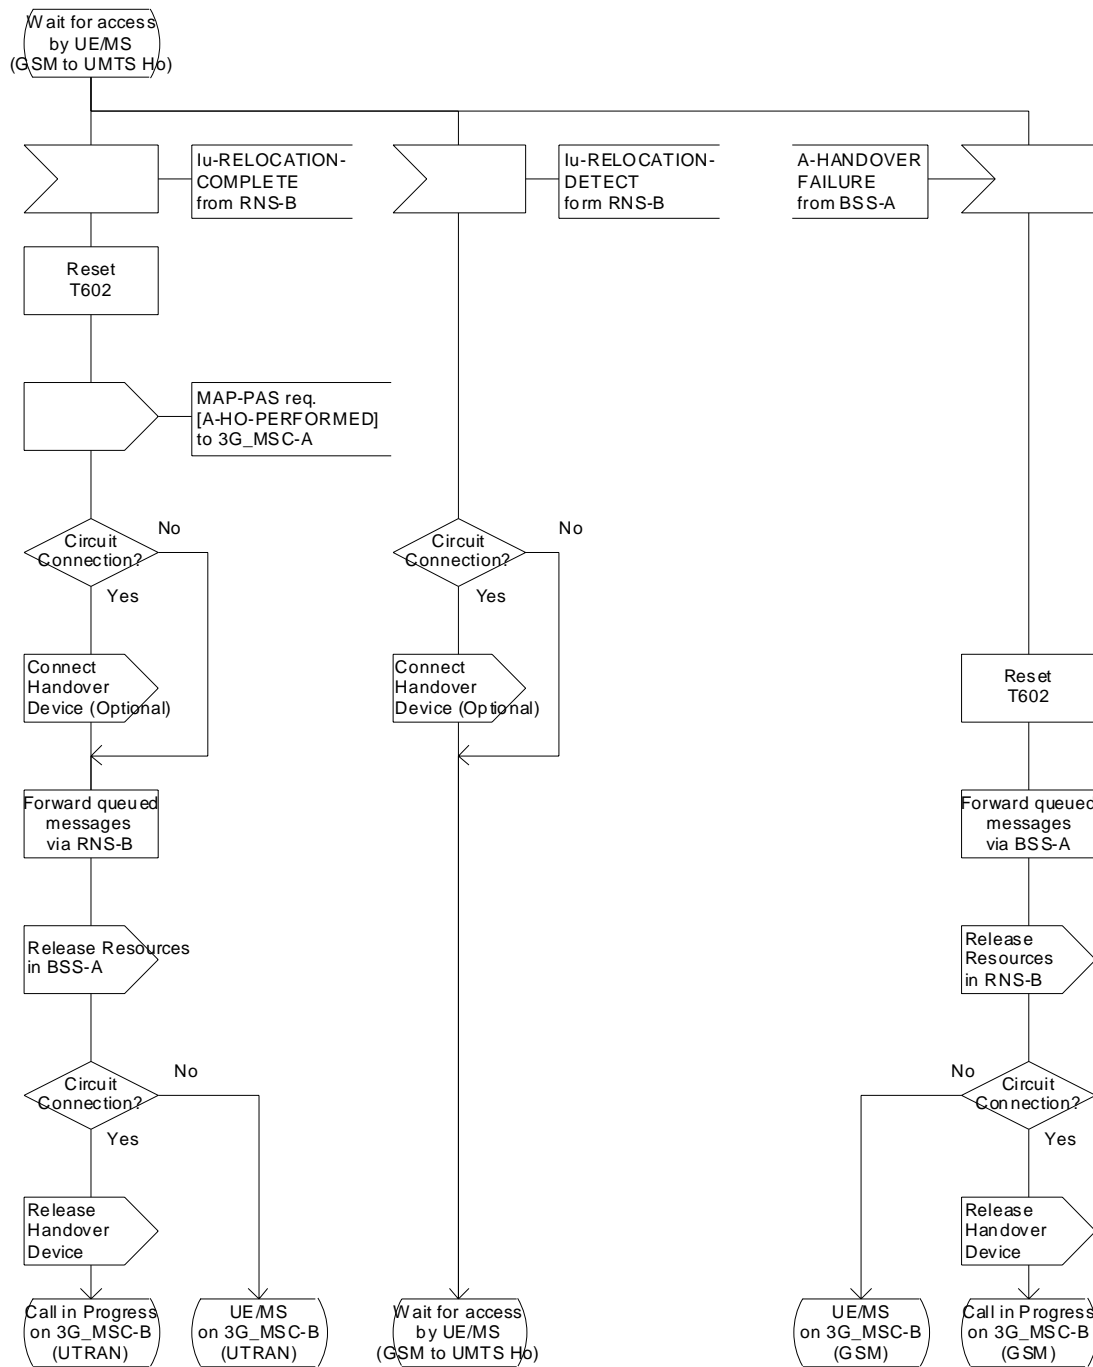 Wait for access
by UE/MS
(GSM to UMTS Ho)
Iu-RELOCATION-
COMPLETE
from RNS-B
Iu-RELOCATION-
DETECT
form RNS-B
A-HANDOVER
FAILURE
from BSS-A
Reset
T602
MAP-PAS req.
[A-HO-PERFORMED]
to 3G_MSC-A
Circuit
Connection?
No
Yes
Circuit
Connection?
No
Yes
Connect
Handover
Device (Optional)
Connect
Handover
Device (Optional)
Reset
T602
Forward queued
messages
via RNS-B
Forward queued
messages
via BSS-A
Release Resources
in BSS-A
Release
Resources
in RNS-B
Circuit
Connection?
No
Yes
No
Circuit
Connection?
Yes
Release
Handover
Device
Release
Handover
Device
Call in Progress
on 3G_MSC-B
(UTRAN)
UE/MS
on 3G_MSC-B
(UTRAN)
Wait for access
by UE/MS
(GSM to UMTS Ho)
UE/MS
on 3G_MSC-B
(GSM)
Call in Progress
on 3G_MSC-B
(GSM)